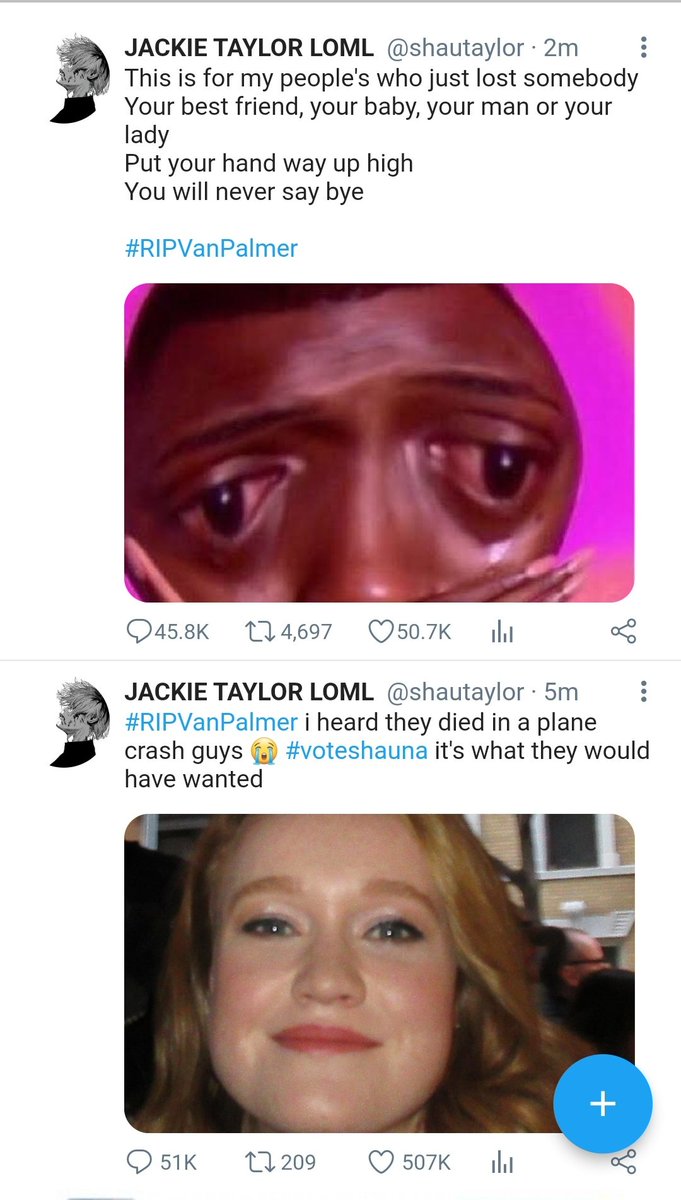 JACKIE TAYLOR LOML @shautaylor · 2m
This is for my people's who just lost somebody
Your best friend, your baby, your man or your
lady
Put your hand way up high
You will never say bye
#RIPVanPalmer
45.8K 4,697 50.7K
JACKIE TAYLOR LOML @shautaylor · 5m
#RIPVanPalmer i heard they died in a plane
crash guys 😭 #voteshauna it's what they would
have wanted
51K 209 507K